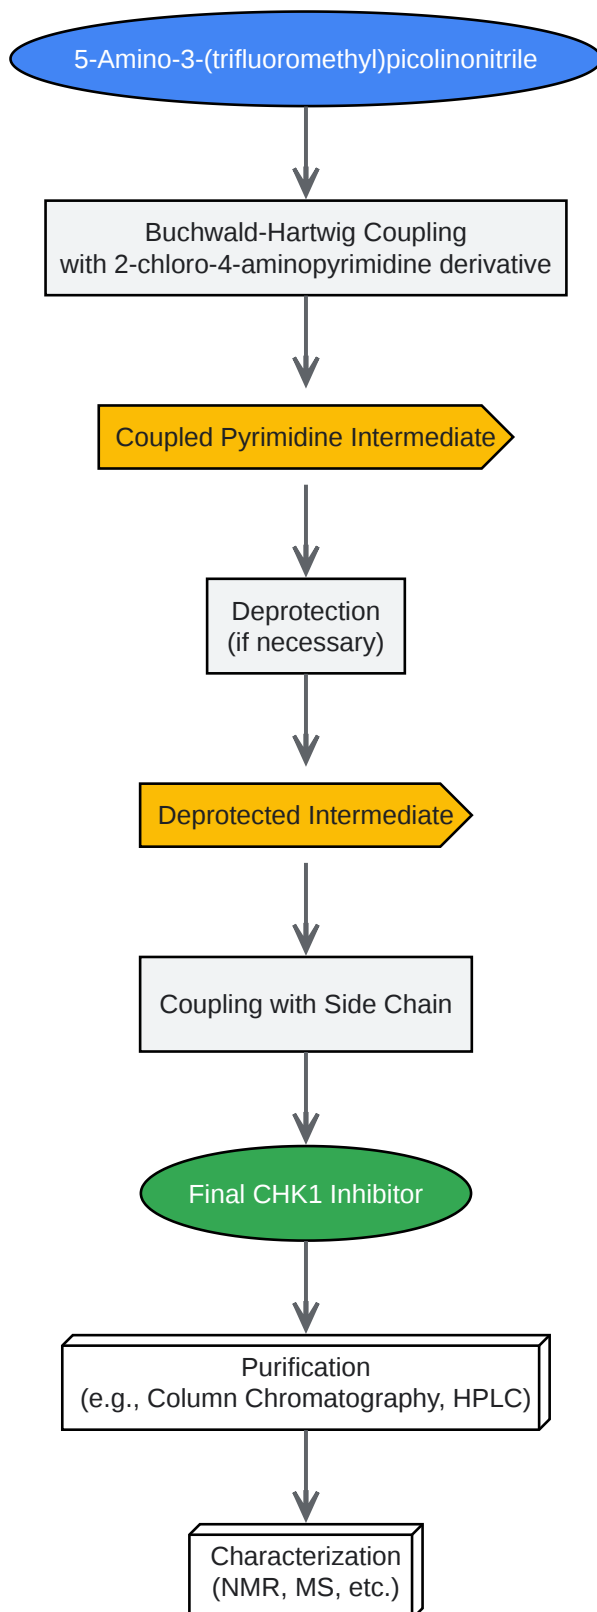 5-Amino-3-(trifluoromethyl)picolinonitrile
Buchwald-Hartwig Coupling
with 2-chloro-4-aminopyrimidine derivative
Coupled Pyrimidine Intermediate
Deprotection
(if necessary)
Deprotected Intermediate
Coupling with Side Chain
Final CHK1 Inhibitor
Purification
(e.g., Column Chromatography, HPLC)
Characterization
(NMR, MS, etc.)